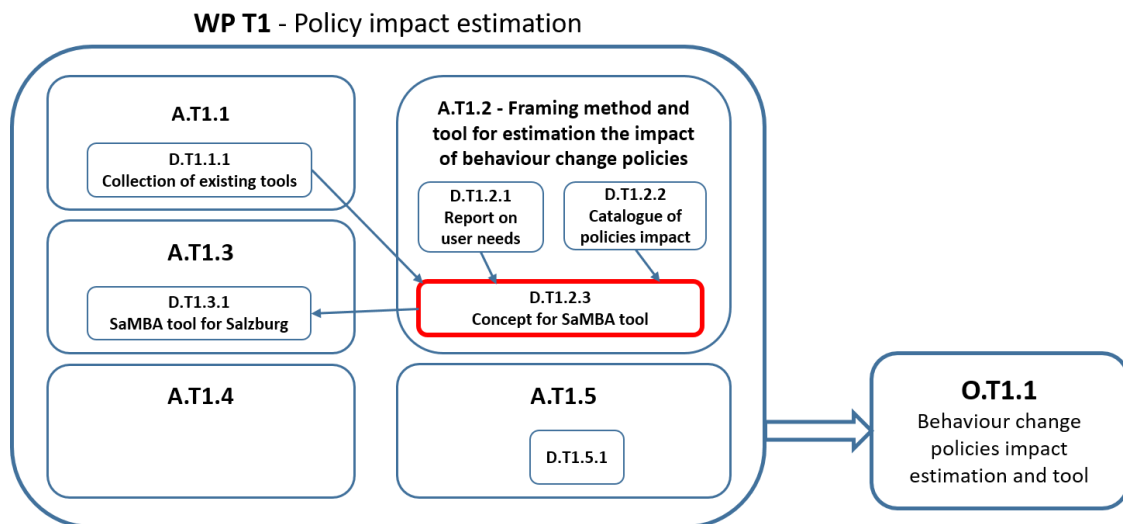 WP T1 - Policy impact estimation
A.T1.1
D.T1.1.1
Collection of existing tools
A.T1.2 - Framing method and
tool for estimation the impact
of behaviour change policies
D.T1.2.1
Report on
user needs
D.T1.2.2
Catalogue of
policies impact
A.T1.3
D.T1.3.1
SaMBA tool for Salzburg
D.T1.2.3
Concept for SaMBA tool
A.T1.4
A.T1.5
D.T1.5.1
O.T1.1
Behaviour change
policies impact
estimation and tool